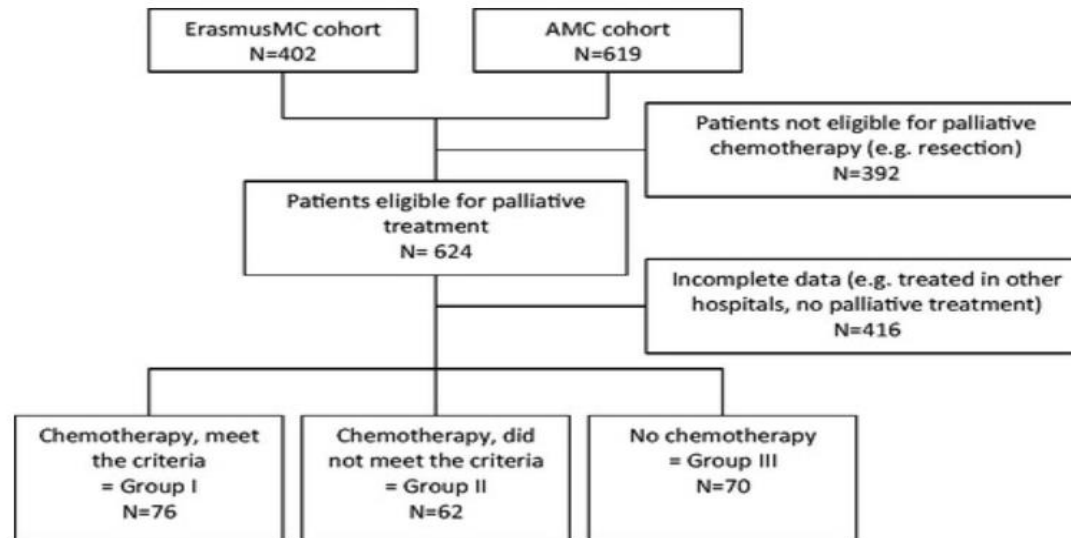 ErasmusMC cohort
N=402
AMC cohort
N=619
Patients not eligible for palliative
chemotherapy (e.g. resection)
N=392
Patients eligible for palliative
treatment
N= 624
Incomplete data (e.g. treated in other
hospitals, no palliative treatment)
N=416
Chemotherapy, meet
the criteria
= Group I
N=76
Chemotherapy, did
not meet the criteria
= Group II
N=62
No chemotherapy
= Group III
N=70